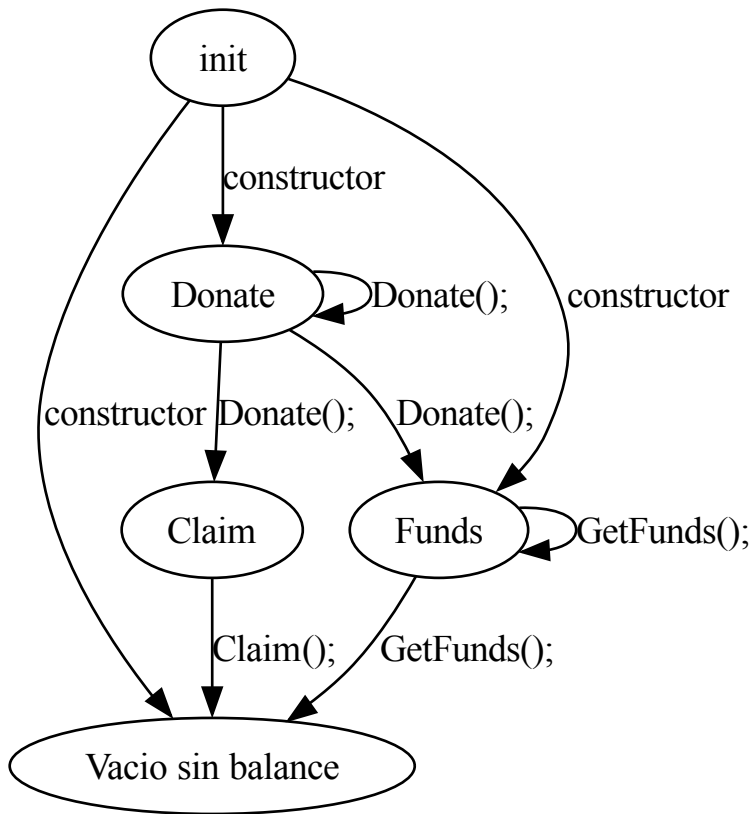 init
constructor
Donate
Donate();
constructor
constructor
Donate();
Donate();
Claim
Funds
GetFunds();
Claim();
GetFunds();
Vacio sin balance